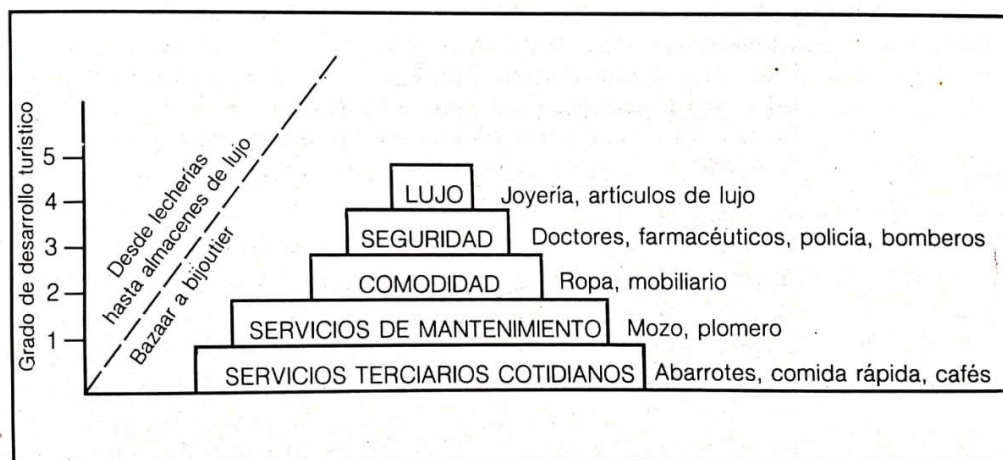 Grado de desarrollo turístico
5
4
3
2
1
Desde lecherías
hasta almacenes de lujo
Bazaar a bijoutier
LUJO
Joyería, artículos de lujo
SEGURIDAD
Doctores, farmacéuticos, policía, bomberos
COMODIDAD
Ropa, mobiliario
SERVICIOS DE MANTENIMIENTO
Mozo, plomero
SERVICIOS TERCIARIOS COTIDIANOS
Abarrotes, comida rápida, cafés